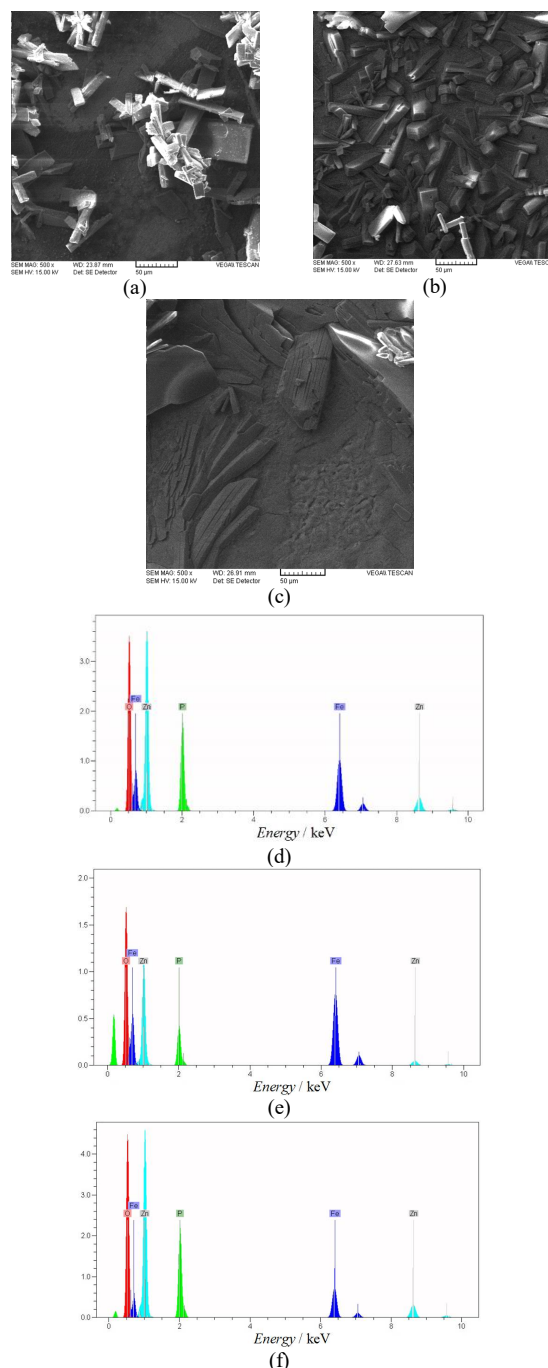 SEM MAG: 500 x WD: 23.87 mm VEGA\\ TESCAN
SEM HV: 15.00 kV Det: SE Detector 50 µm
(a)
SEM MAG: 500 x WD: 27.63 mm VEGA\\ TESC
SEM HV: 15.00 kV Det: SE Detector 50 µm
(b)
SEM MAG: 500 x WD: 26.91 mm VEGA\\ TESCAN
SEM HV: 15.00 kV Det: SE Detector 50 µm
(c)
3.0
2.0
1.0
0.0
O Fe Zn P Fe Zn
0 2 4 6 8 10
Energy / keV
(d)
2.0
1.5
1.0
0.5
0.0
O Fe Zn P Fe Zn
0 2 4 6 8 10
Energy / keV
(e)
4.0
3.0
2.0
1.0
0.0
O Fe Zn P Fe Zn
0 2 4 6 8 10
Energy / keV
(f)